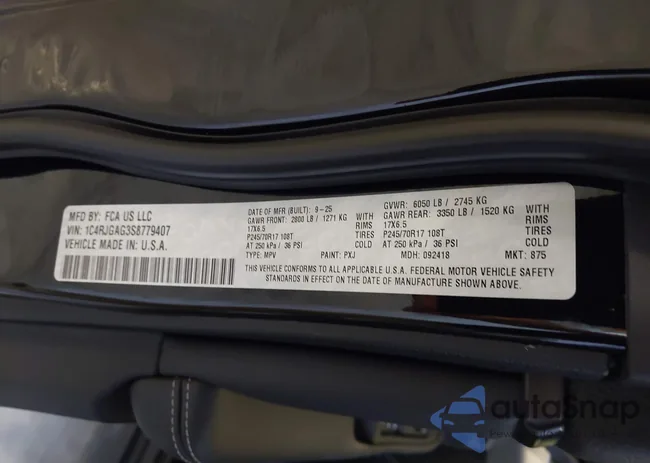 MFD BY: FCA US LLC
VIN: 1C4RJGAG3S8779407
VEHICLE MADE IN: U.S.A.
DATE OF MFR (BUILT): 9-25 GVWR: 6050 LB / 2745 KG
GAWR FRONT: 2800 LB / 1271 KG WITH GAWR REAR: 3350 LB / 1520 KG WITH
17X6.5 RIMS 17X6.5 RIMS
P245/70R17 108T TIRES P245/70R17 108T TIRES
AT 250 kPa / 36 PSI AT 250 kPa / 36 PSI
TYPE: MPV PAINT: PXJ MDH: 092418 MKT: 875
THIS VEHICLE CONFORMS TO ALL APPLICABLE U.S.A. FEDERAL MOTOR VEHICLE SAFETY
STANDARDS IN EFFECT ON THE DATE OF MANUFACTURE SHOWN ABOVE.
autoSnap